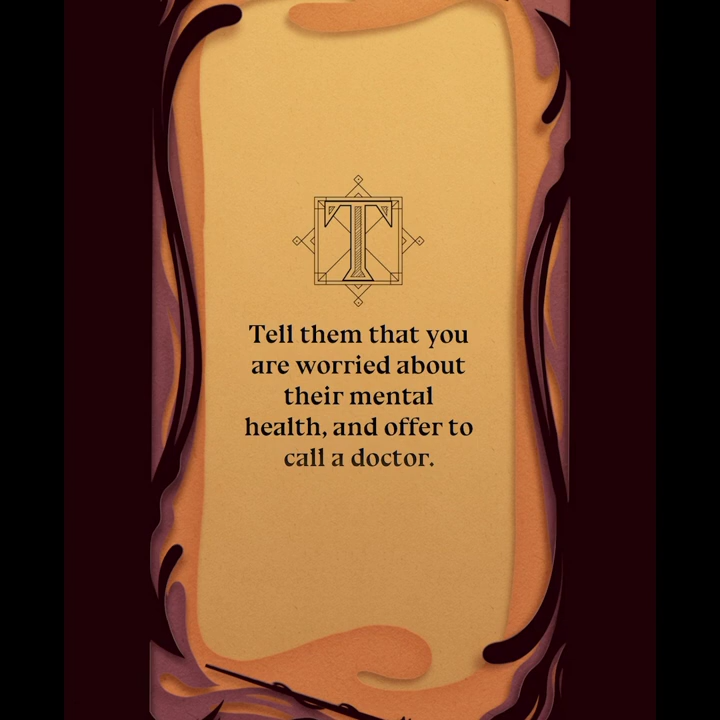 T
Tell them that you
are worried about
their mental
health, and offer to
call a doctor.